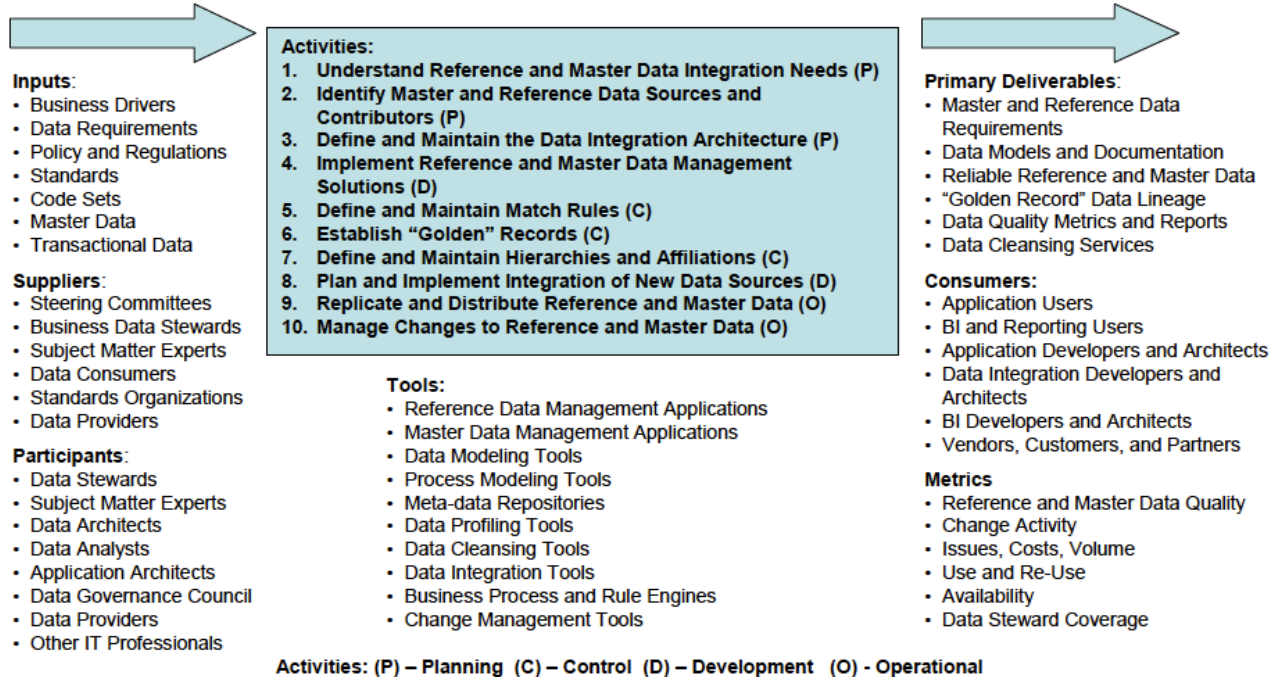 Inputs:
• Business Drivers
• Data Requirements
• Policy and Regulations
• Standards
• Code Sets
• Master Data
• Transactional Data
Suppliers:
• Steering Committees
• Business Data Stewards
• Subject Matter Experts
• Data Consumers
• Standards Organizations
• Data Providers
Participants:
• Data Stewards
• Subject Matter Experts
• Data Architects
• Data Analysts
• Application Architects
• Data Governance Council
• Data Providers
• Other IT Professionals
Activities:
1. Understand Reference and Master Data Integration Needs (P)
2. Identify Master and Reference Data Sources and
Contributors (P)
3. Define and Maintain the Data Integration Architecture (P)
4. Implement Reference and Master Data Management
Solutions (D)
5. Define and Maintain Match Rules (C)
6. Establish “Golden” Records (C)
7. Define and Maintain Hierarchies and Affiliations (C)
8. Plan and Implement Integration of New Data Sources (D)
9. Replicate and Distribute Reference and Master Data (O)
10. Manage Changes to Reference and Master Data (O)
Tools:
• Reference Data Management Applications
• Master Data Management Applications
• Data Modeling Tools
• Process Modeling Tools
• Meta-data Repositories
• Data Profiling Tools
• Data Cleansing Tools
• Data Integration Tools
• Business Process and Rule Engines
• Change Management Tools
Primary Deliverables:
• Master and Reference Data
Requirements
• Data Models and Documentation
• Reliable Reference and Master Data
• “Golden Record” Data Lineage
• Data Quality Metrics and Reports
• Data Cleansing Services
Consumers:
• Application Users
• BI and Reporting Users
• Application Developers and Architects
• Data Integration Developers and
Architects
• BI Developers and Architects
• Vendors, Customers, and Partners
Metrics
• Reference and Master Data Quality
• Change Activity
• Issues, Costs, Volume
• Use and Re-Use
• Availability
• Data Steward Coverage
Activities: (P) – Planning (C) – Control (D) – Development (O) - Operational